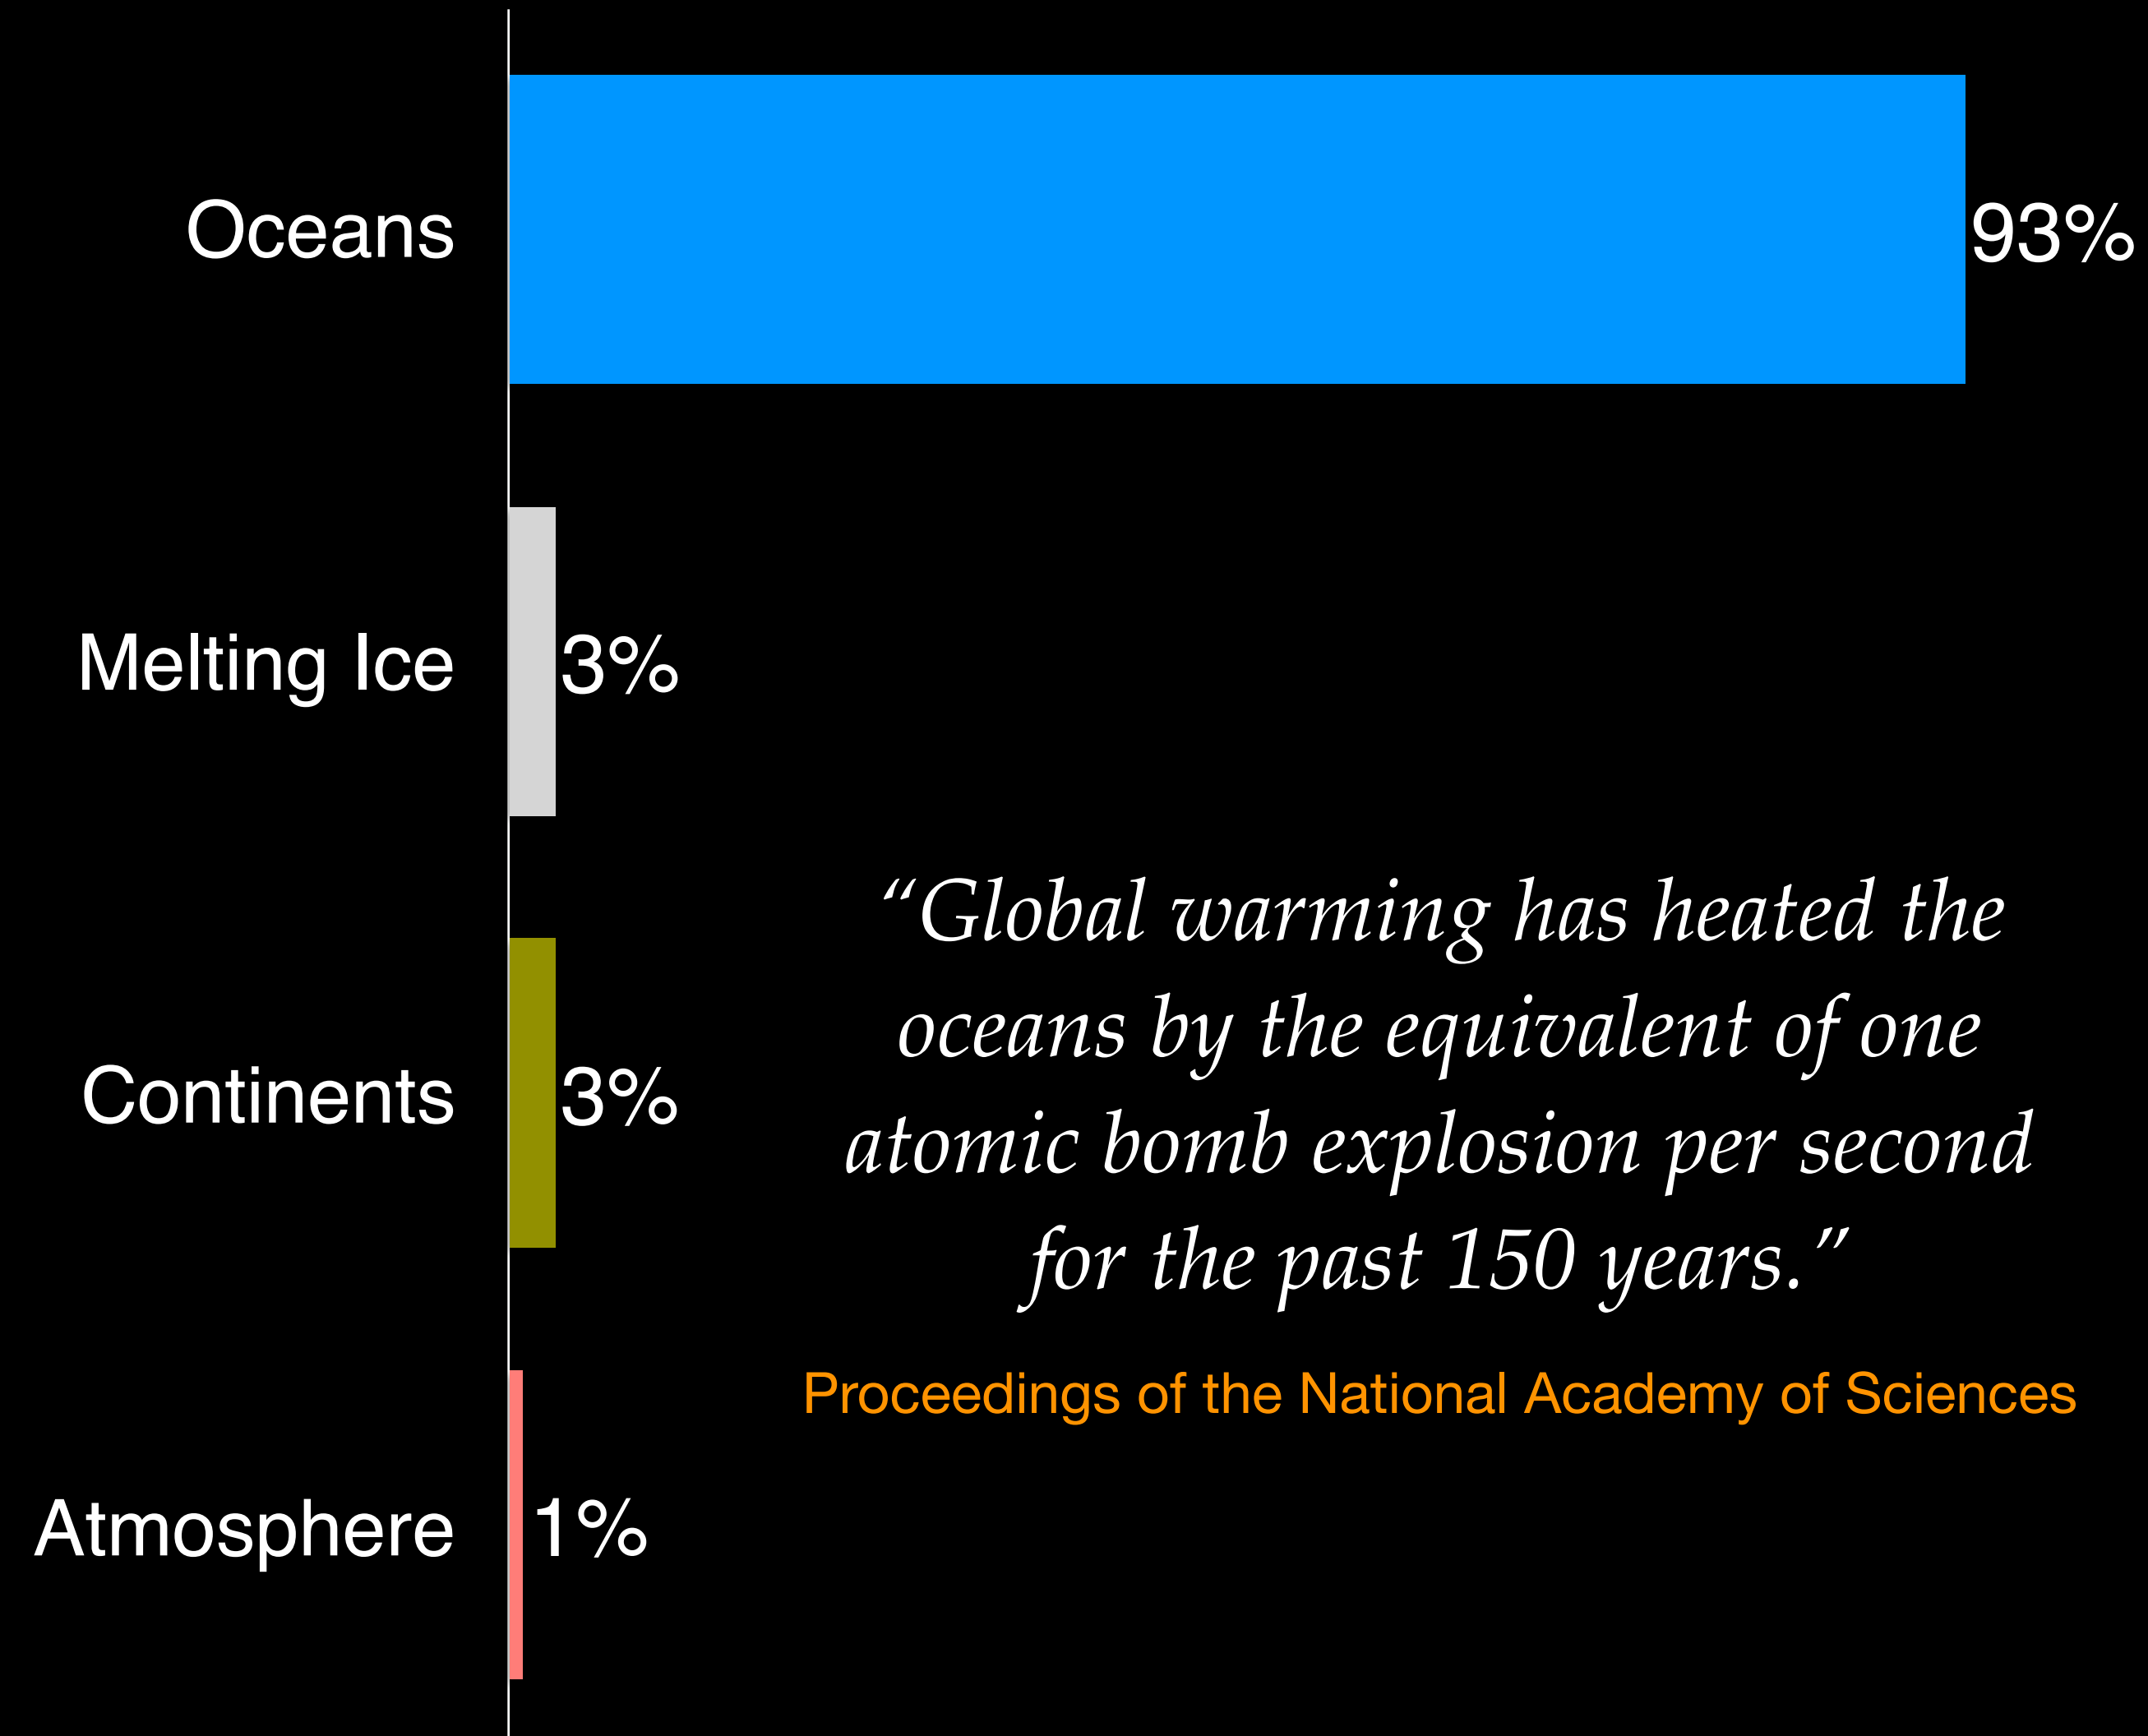 Oceans 93%
Melting Ice 3%
Continents 3%
“Global warming has heated the
oceans by the equivalent of one
atomic bomb explosion per second
for the past 150 years.”
Proceedings of the National Academy of Sciences
Atmosphere 1%